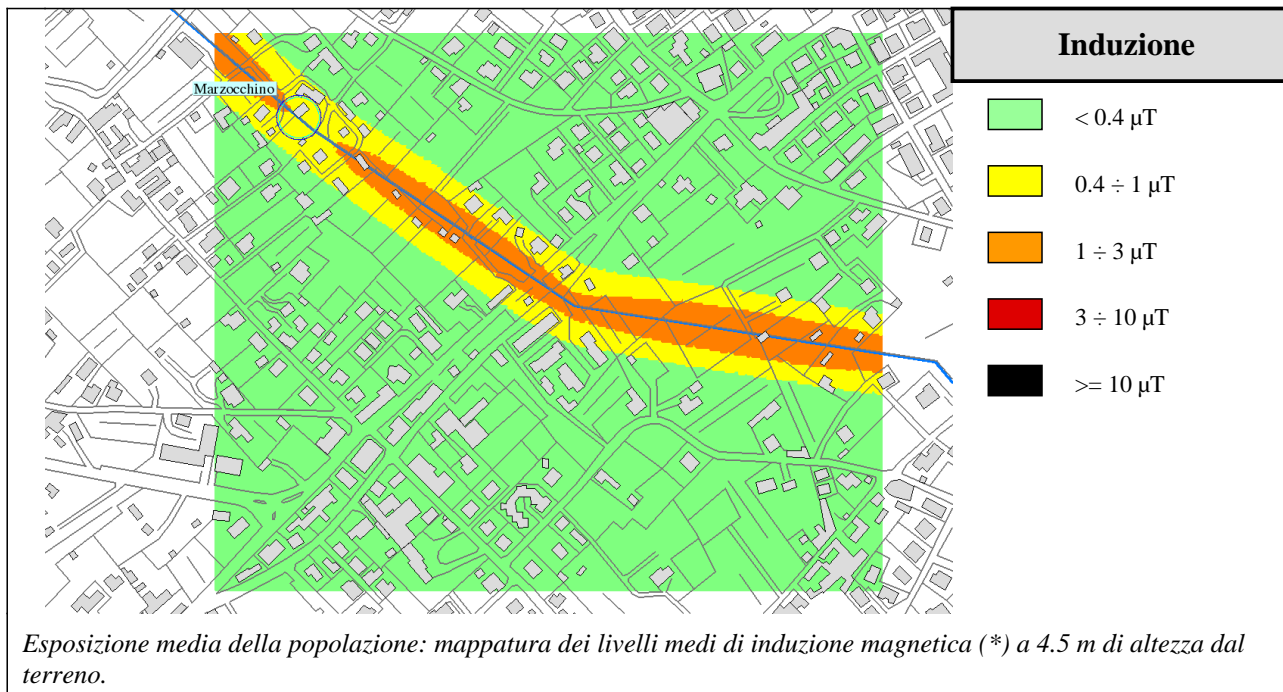 Marzocchino
Induzione
< 0.4 µT
0.4 ÷ 1 µT
1 ÷ 3 µT
3 ÷ 10 µT
>= 10 µT
Esposizione media della popolazione: mappatura dei livelli medi di induzione magnetica (*) a 4.5 m di altezza dal
terreno.